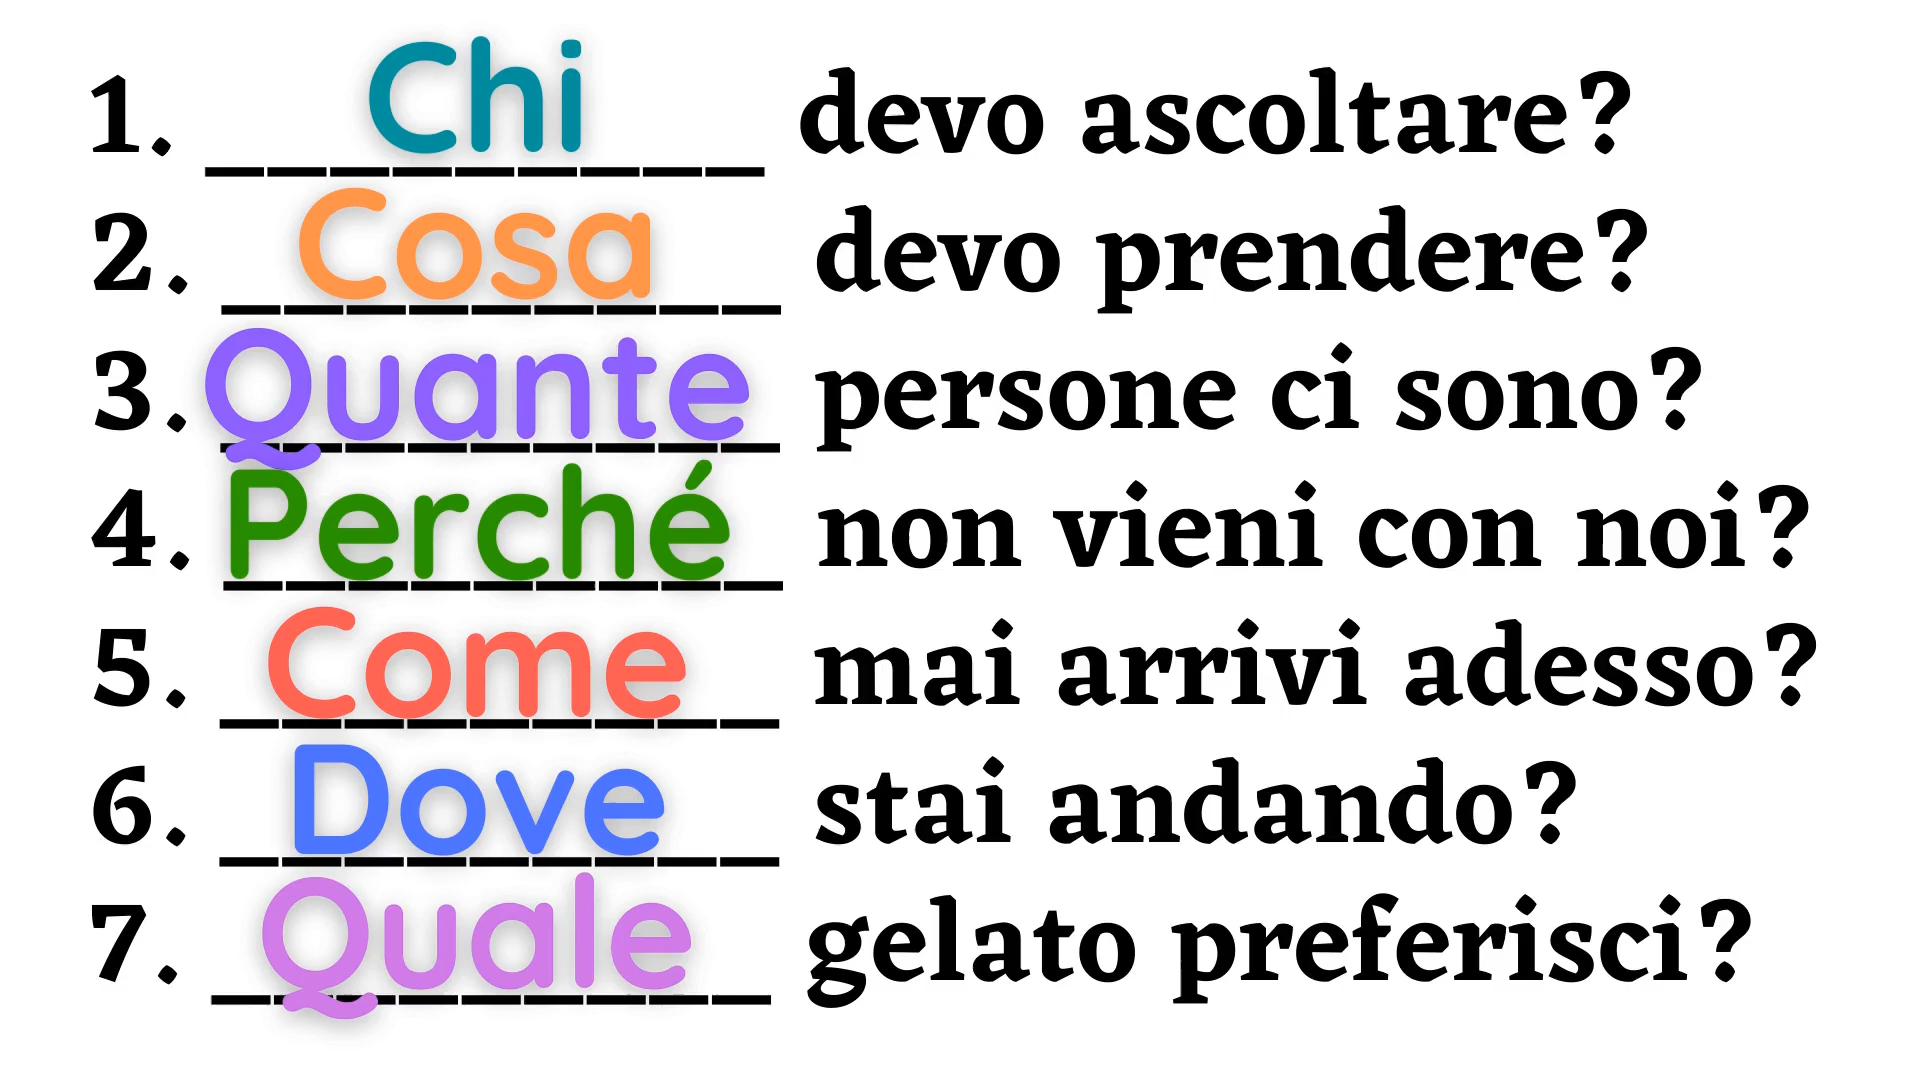 1. Chi devo ascoltare?
2. Cosa devo prendere?
3. Quante persone ci sono?
4. Perché non vieni con noi?
5. Come mai arrivi adesso?
6. Dove stai andando?
7. Quale gelato preferisci?